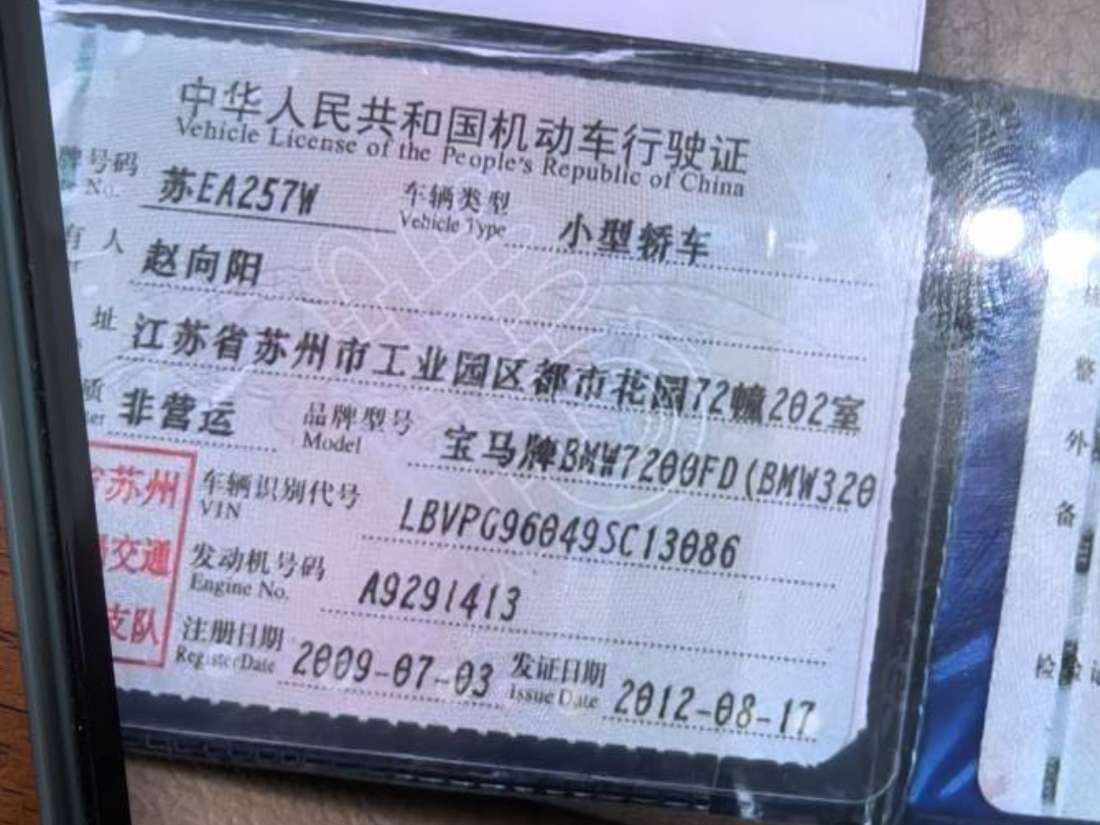 中华人民共和国机动车行驶证
Vehicle License of the People's Republic of China
牌号码 苏EA257W 车辆类型 小型轿车
No. Vehicle Type
有人 赵向阳
址 江苏省苏州市工业园区都市花园72幢202室
质 非营运 品牌型号 宝马牌BMW7200FD(BMW320
Model
苏州 车辆识别代号 LBVPG96049SC13086
VIN
交通 发动机号码 A9291413
Engine No.
支队 注册日期 2009-07-03 发证日期 2012-08-17
Register Date Issue Date
整
外
备
检验